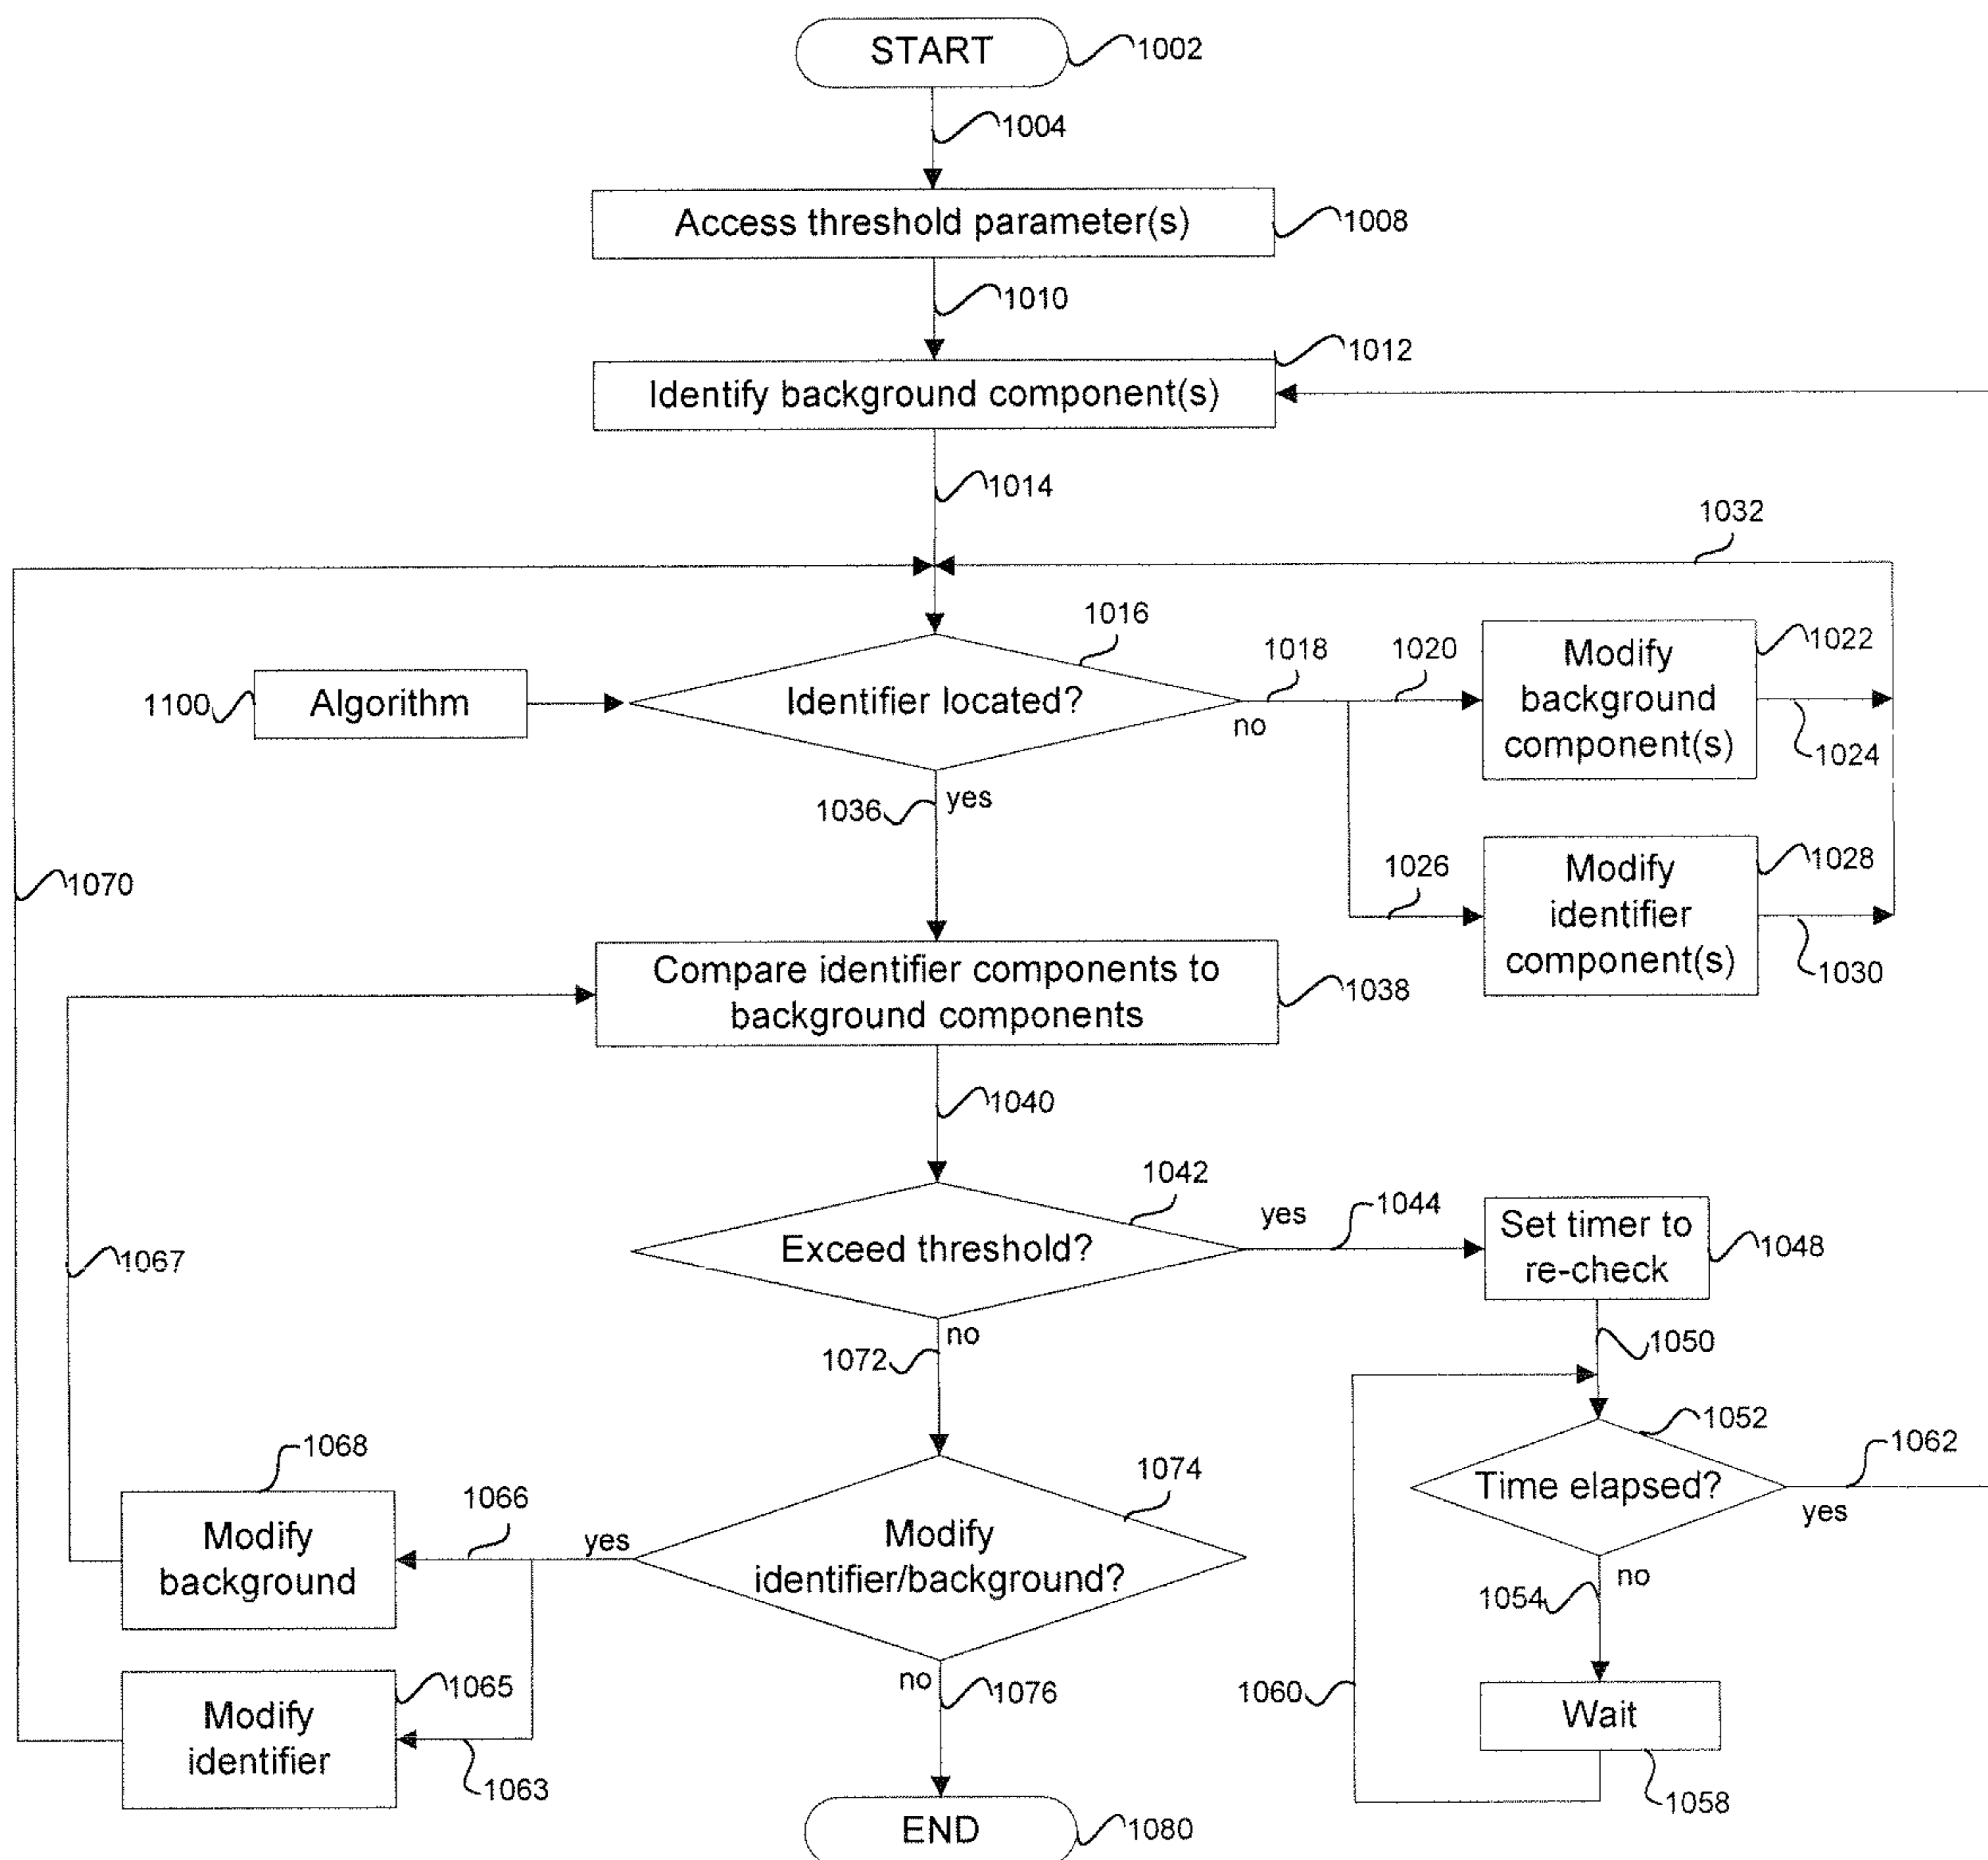 START
1002
1004
Access threshold parameter(s)
1008
1010
1012
Identify background component(s)
1014
1032
1016
1018
1020
Modify
background
component(s)
1022
1024
1100
Algorithm
Identifier located?
no
1036
yes
1026
Modify
identifier
component(s)
1028
1030
1070
Compare identifier components to
background components
1038
1040
1042
yes
1044
Exceed threshold?
Set timer to
re-check
1048
1067
no
1072
1050
1052
1062
Time elapsed?
yes
1068
1066
yes
1074
Modify
background
Modify
identifier/background?
no
1054
1065
Modify
identifier
1063
no
1076
1060
Wait
1058
END
1080